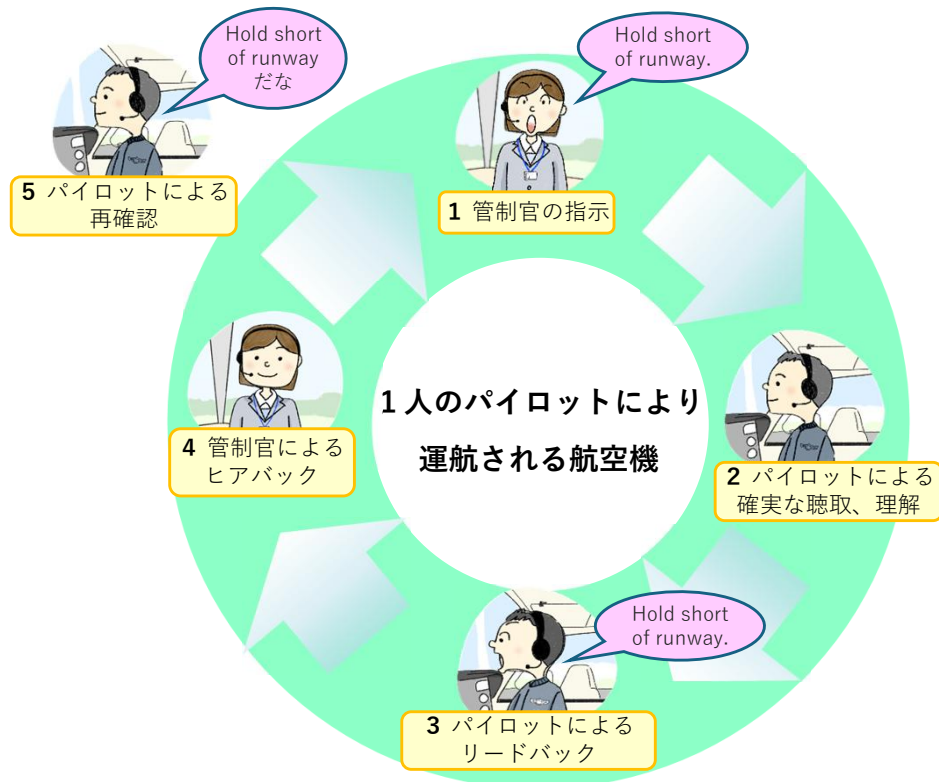 Hold short
of runway.
1 管制官の指示
2 パイロットによる
確実な聴取、理解
Hold short
of runway.
3 パイロットによる
リードバック
4 管制官による
ヒアバック
Hold short
of runway
だな
5 パイロットによる
再確認
1人のパイロットにより
運航される航空機